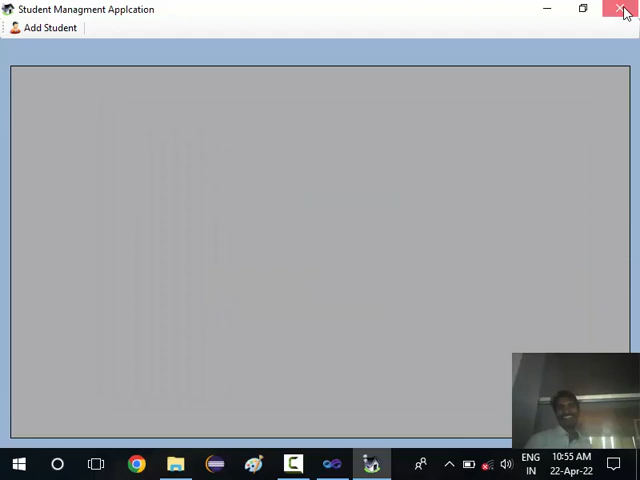 Student Managment Applcation
Add Student
ENG
IN
10:55 AM
22-Apr-22